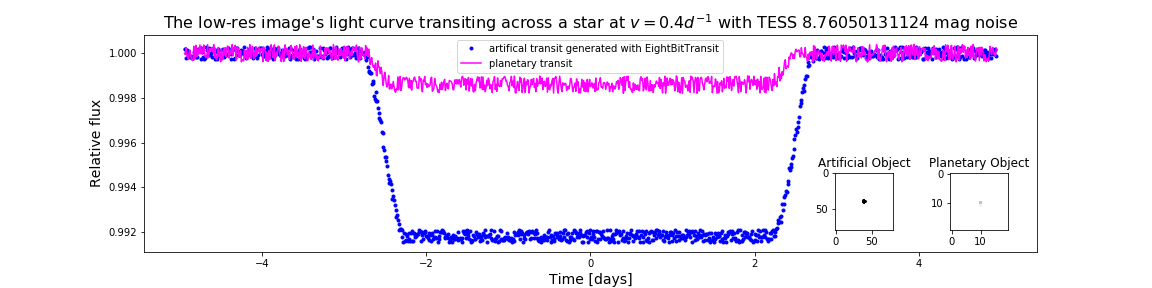 The low-res image's light curve transiting across a star at v = 0.4d⁻¹ with TESS 8.76050131124 mag noise
artifical transit generated with EightBitTransit
planetary transit
1.000
0.998
0.996
0.994
0.992
Relative flux
−4
−2
0
2
4
Time [days]
Artificial Object
0
50
0
50
Planetary Object
0
10
0
10